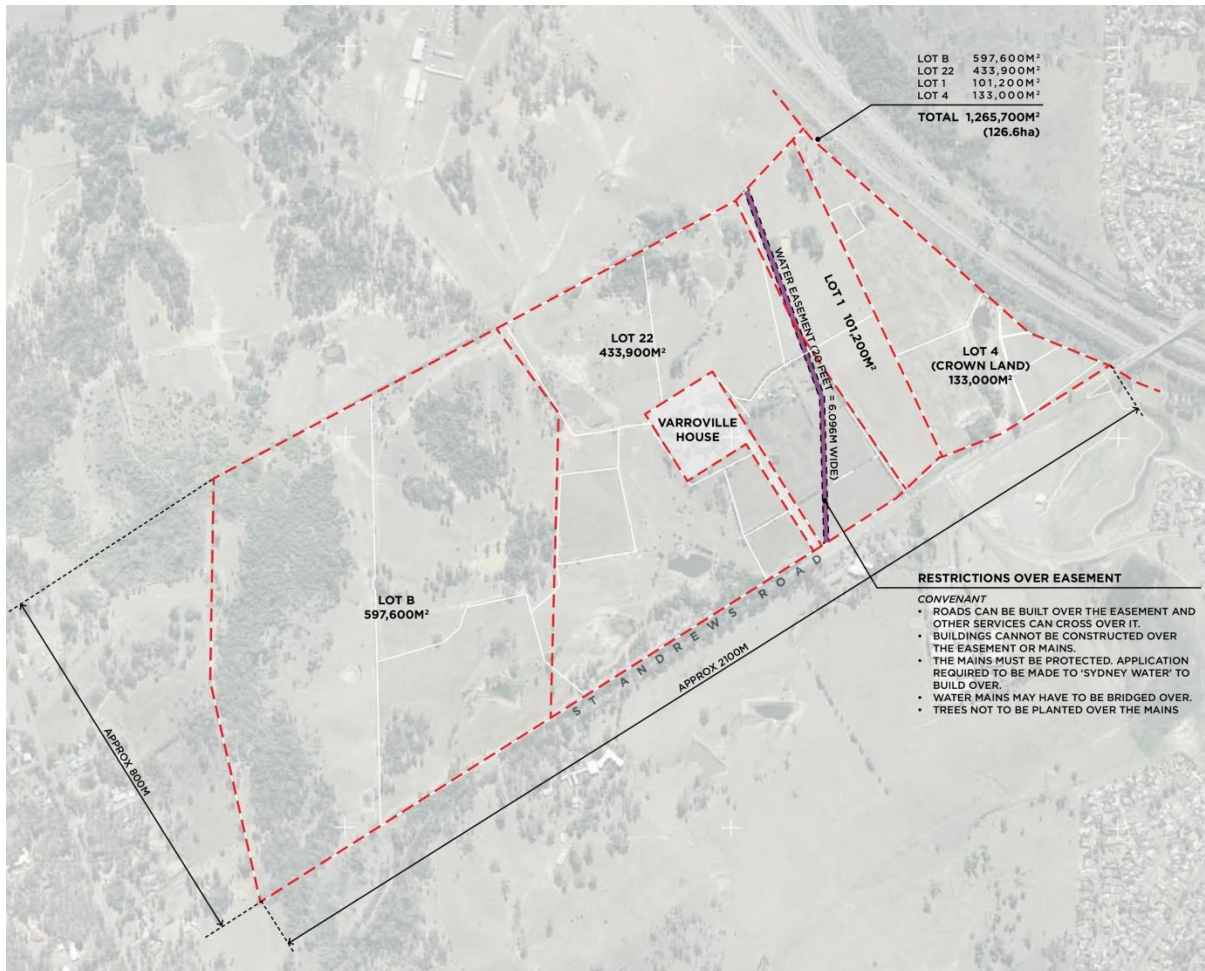 LOT B 597,600M²
LOT 22 433,900M²
LOT 1 101,200M²
LOT 4 133,000M²
TOTAL 1,265,700M²
(126.6ha)
WATER EASEMENT (20 FEET = 6.096M WIDE)
LOT 1 101,200M²
LOT 22
433,900M²
LOT 4
(CROWN LAND)
133,000M²
VARROVILLE
HOUSE
LOT B
597,600M²
ST ANDREWS ROAD
APPROX 2100M
APPROX 800M
RESTRICTIONS OVER EASEMENT
CONVENANT
• ROADS CAN BE BUILT OVER THE EASEMENT AND
OTHER SERVICES CAN CROSS OVER IT.
• BUILDINGS CANNOT BE CONSTRUCTED OVER
THE EASEMENT OR MAINS.
• THE MAINS MUST BE PROTECTED. APPLICATION
REQUIRED TO BE MADE TO 'SYDNEY WATER' TO
BUILD OVER.
• WATER MAINS MAY HAVE TO BE BRIDGED OVER.
• TREES NOT TO BE PLANTED OVER THE MAINS